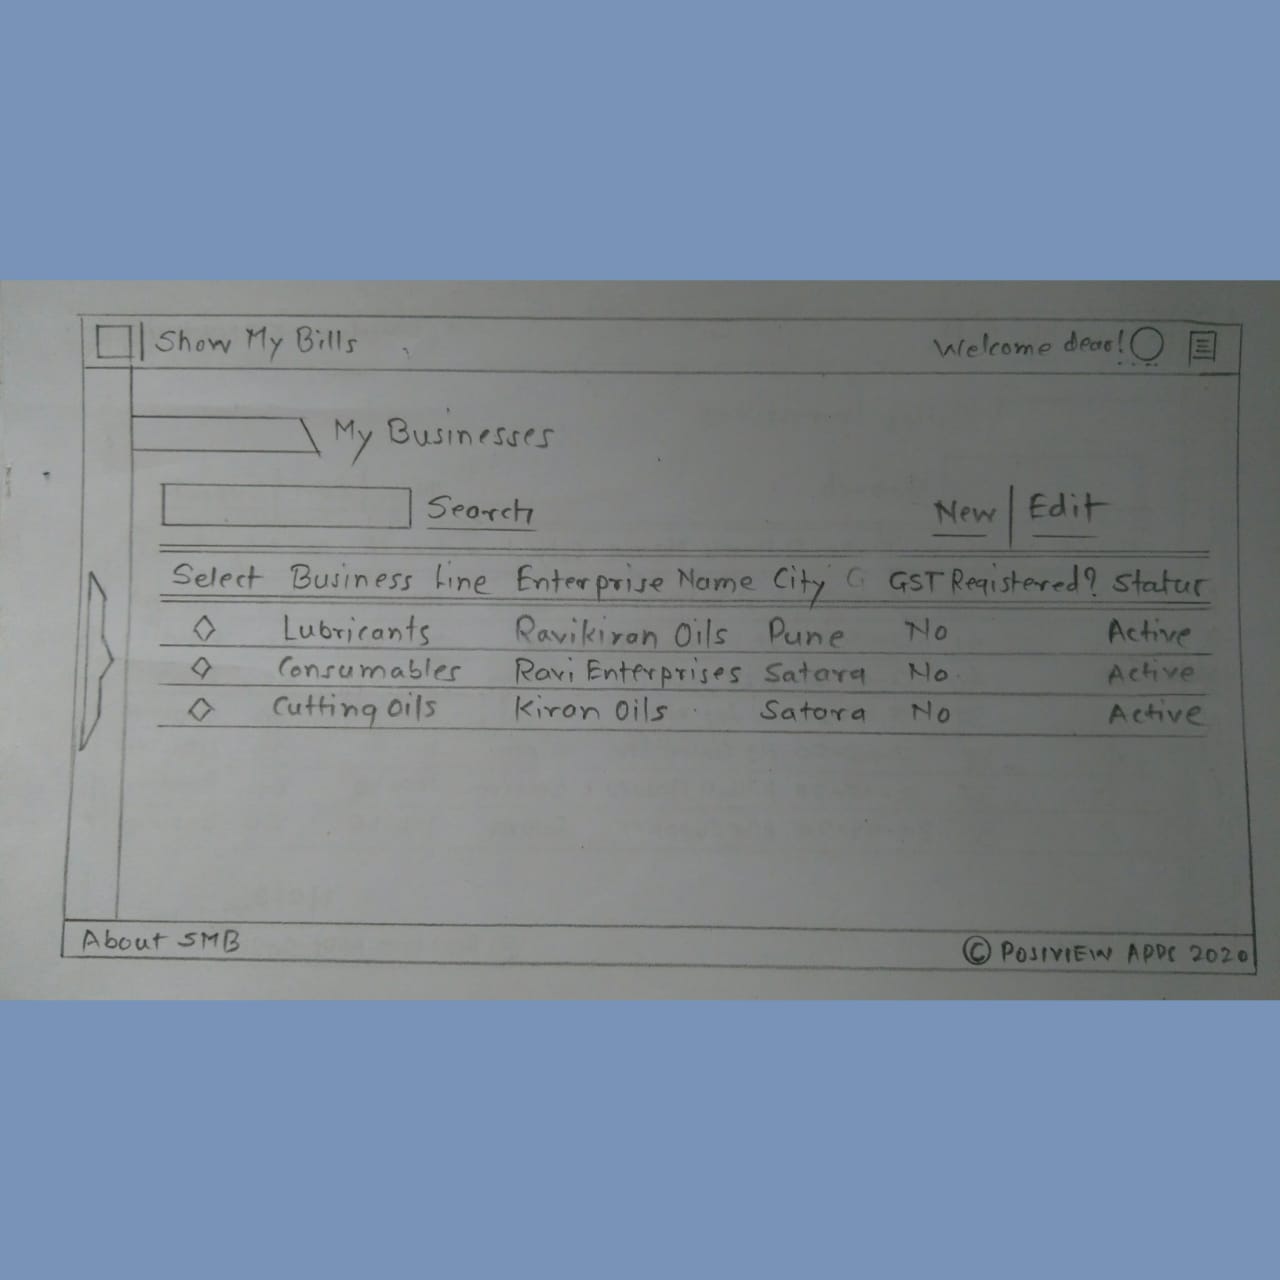 Show My Bills Welcome dear!
My Businesses
Search New Edit
Select Business Line Enterprise Name City GST Registered? Status
Lubricants Ravikiran Oils Pune No Active
Consumables Ravi Enterprises Satara No Active
Cutting Oils Kiran Oils Satara No Active
About SMB © POSIVIEW APPS 2020